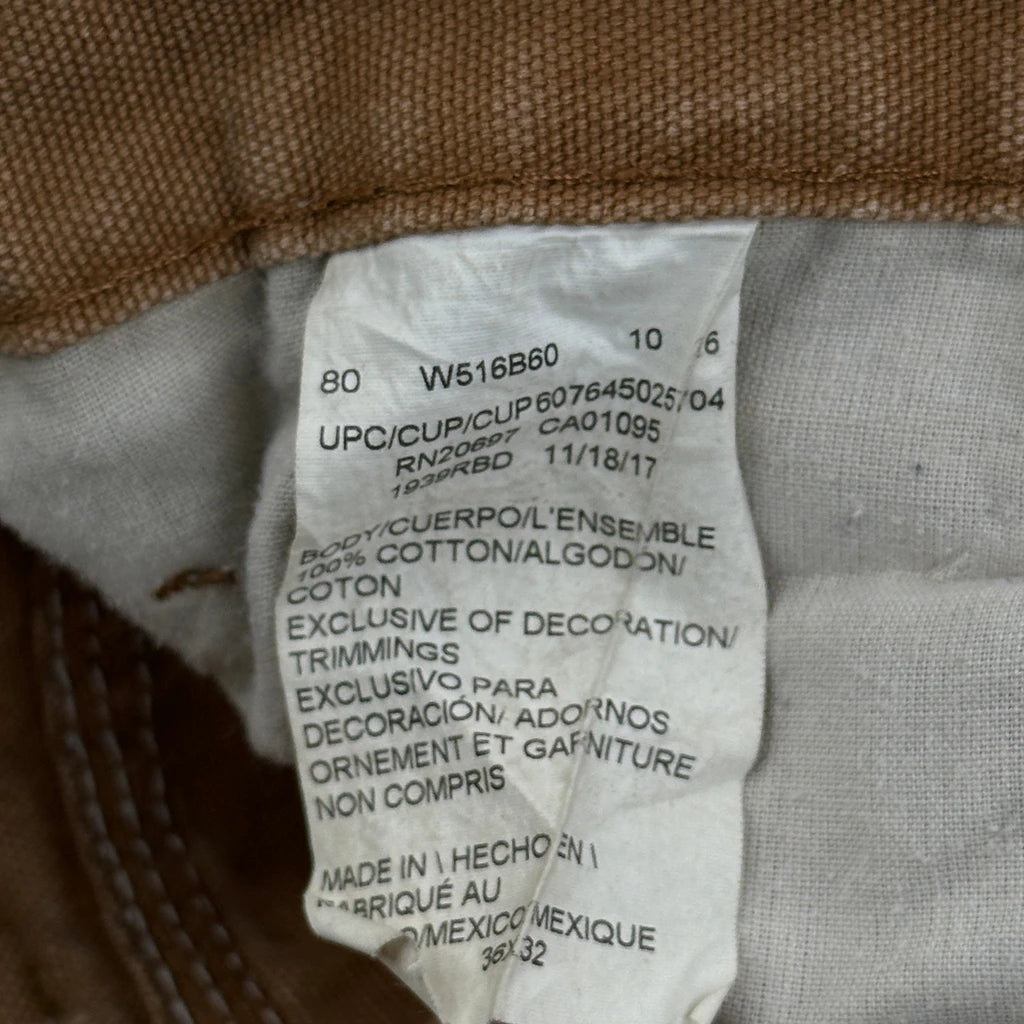 80 W516B60 10
UPC/CUP/CUP
RN20697 CA01095
1939RBD 11/18/17
BODY/CUERPO/L'ENSEMBLE
100% COTTON/ALGODÓN/
COTON
EXCLUSIVE OF DECORATION/
TRIMMINGS
EXCLUSIVO PARA
DECORACIÓN/ ADORNOS
ORNEMENT ET GARNITURE
NON COMPRIS
MADE IN \ HECHO EN \
FABRIQUÉ AU
/MEXICO/MEXIQUE
36X32